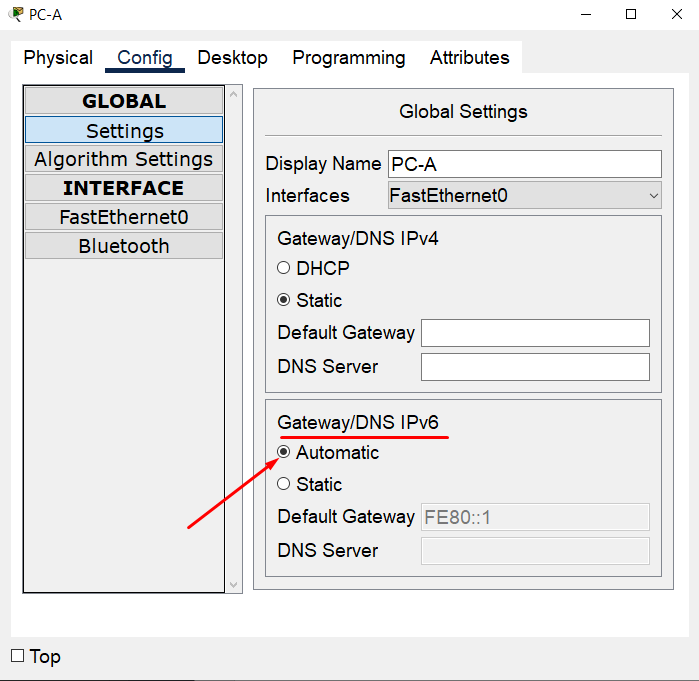 PC-A
Physical Config Desktop Programming Attributes
GLOBAL
Settings
Algorithm Settings
INTERFACE
FastEthernet0
Bluetooth
Global Settings
Display Name PC-A
Interfaces FastEthernet0
Gateway/DNS IPv4
DHCP
Static
Default Gateway
DNS Server
Gateway/DNS IPv6
Automatic
Static
Default Gateway FE80::1
DNS Server
Top